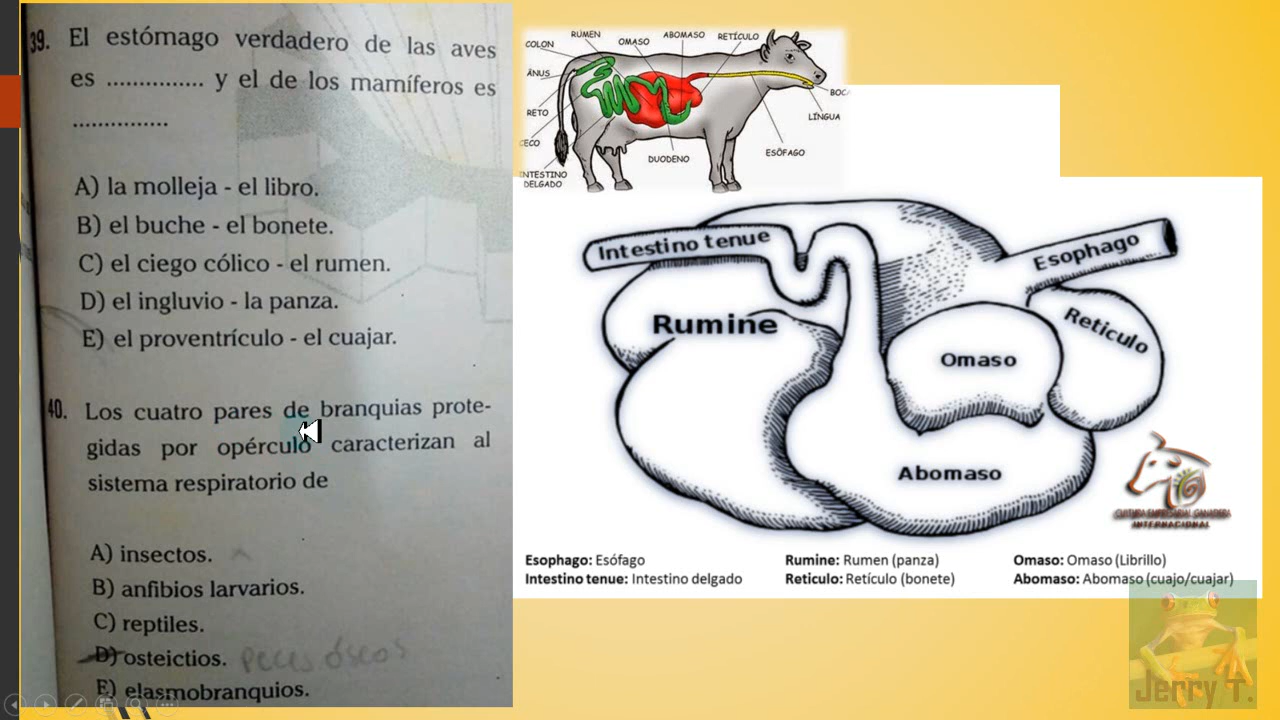 39. El estómago verdadero de las aves
es ............... y el de los mamíferos es
...............
A) la molleja - el libro.
B) el buche - el bonete.
C) el ciego cólico - el rumen.
D) el ingluvio - la panza.
E) el proventrículo - el cuajar.
40. Los cuatro pares de branquias prote-
gidas por opérculo caracterizan al
sistema respiratorio de
A) insectos.
B) anfibios larvarios.
C) reptiles.
D) osteictios. peces óseos
E) elasmobranquios.
RÚMEN
OMASO
ABOMASO
RETÍCULO
COLON
ÂNUS
RETO
CECO
INTESTINO
DELGADO
DUODENO
ESÔFAGO
LÍNGUA
BOCA
Intestino tenue
Esophago
Rumine
Reticulo
Omaso
Abomaso
CULTURA EMPRESARIAL GANADERA
INTERNACIONAL
Esophago: Esófago
Rumine: Rumen (panza)
Omaso: Omaso (Librillo)
Intestino tenue: Intestino delgado
Reticulo: Retículo (bonete)
Abomaso: Abomaso (cuajo/cuajar)
Jerry T.